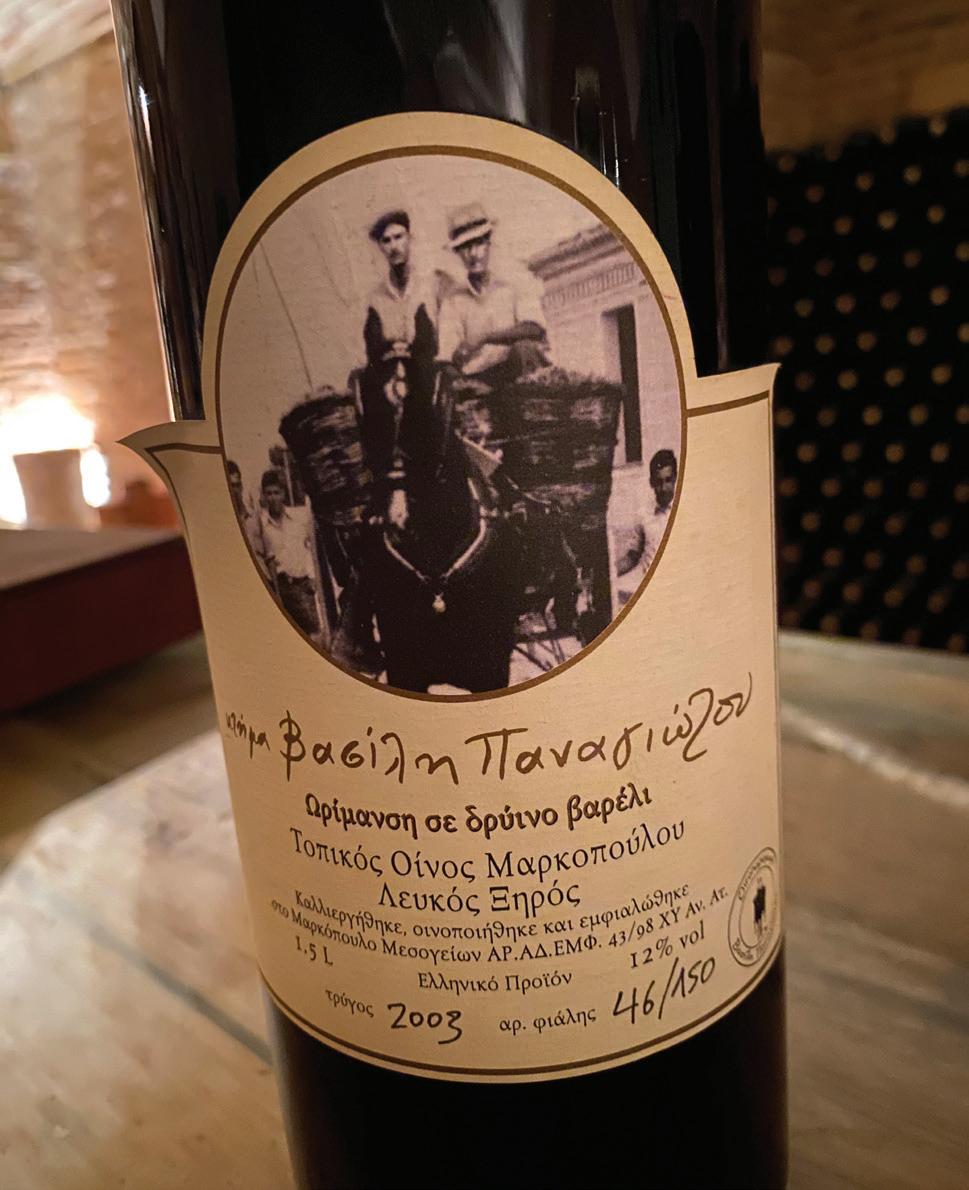 κτήμα Βασίλη Παναγιώτου
Ωρίμανση σε δρύινο βαρέλι
Τοπικός Οίνος Μαρκοπούλου
Λευκός Ξηρός
Καλλιεργήθηκε, οινοποιήθηκε και εμφιαλώθηκε
στο Μαρκόπουλο Μεσογείων ΑΡ.ΑΔ.ΕΜΦ. 43/98 ΧΥ Αν. Ατ.
1,5 L
12% vol
Ελληνικό Προϊόν
τρύγος 2003
αρ. φιάλης 46/150